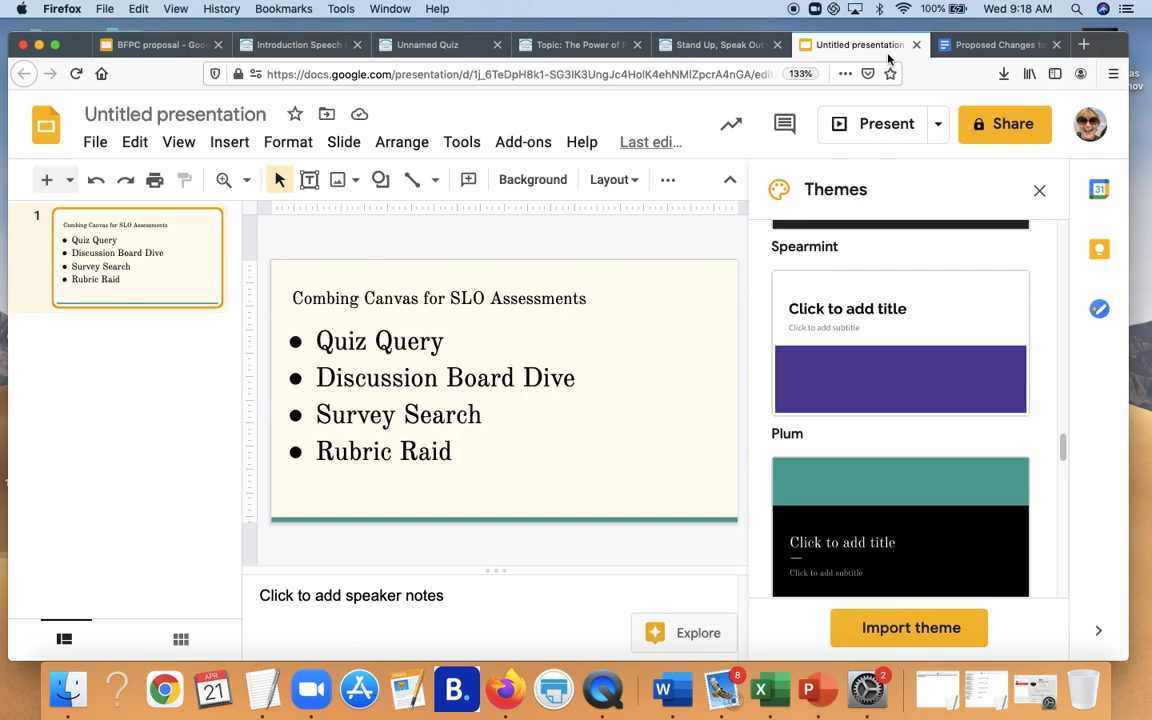 Firefox File Edit View History Bookmarks Tools Window Help 100% Wed 9:18 AM
BFPC proposal - Goo Introduction Speech Unnamed Quiz Topic: The Power of Stand Up, Speak Out Untitled presentation Proposed Changes to
https://docs.google.com/presentation/d/1j_6TeDpH8k1-SG3IK3UngJc4HolK4ehNMIZpcrA4nGA/edit 133%
Untitled presentation
Present Share
File Edit View Insert Format Slide Arrange Tools Add-ons Help Last edi...
Background Layout
Themes
31
1
Combing Canvas for SLO Assessments
Quiz Query
Discussion Board Dive
Survey Search
Rubric Raid
Combing Canvas for SLO Assessments
Quiz Query
Discussion Board Dive
Survey Search
Rubric Raid
Spearmint
Click to add title
Click to add subtitle
Plum
Click to add title
Click to add subtitle
Click to add speaker notes
Explore
Import theme
APR
21
B.
W
8
X
P
2